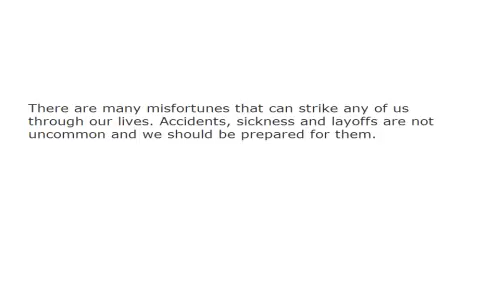 There are many misfortunes that can strike any of us
through our lives. Accidents, sickness and layoffs are not
uncommon and we should be prepared for them.